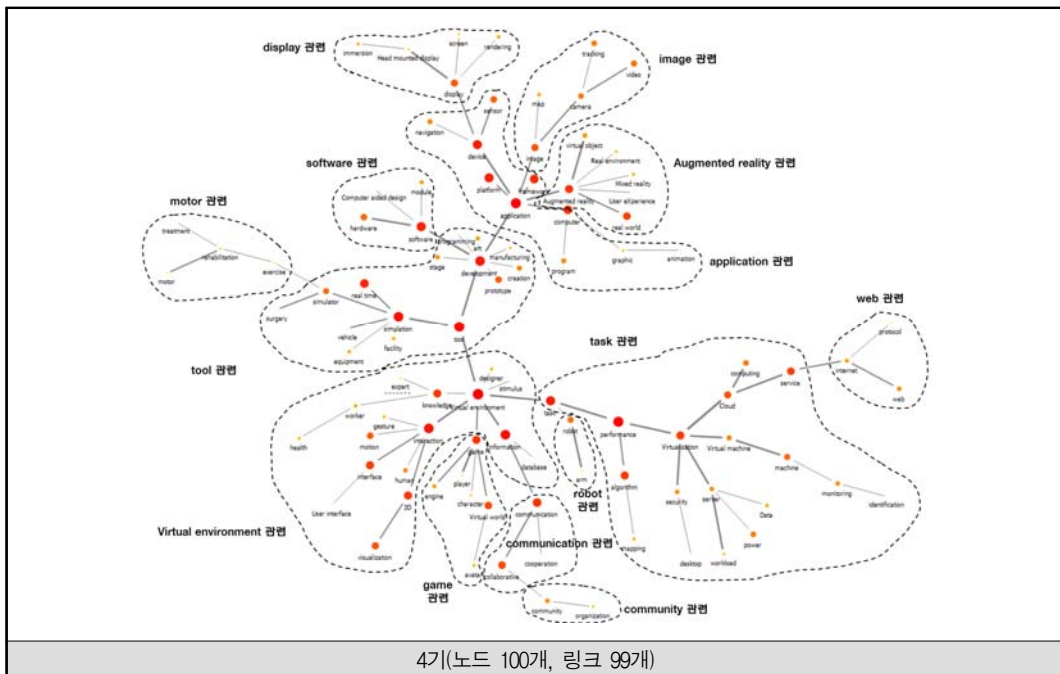 display 관련
screen
rendering
immersion
Head mounted display
display
tracking
image 관련
video
map
camera
sensor
navigation
device
image
virtual object
Real environment
Augmented reality 관련
Mixed reality
software 관련
platform
framework
Augmented reality
application
computer
real world
Computer aided design
module
hardware
software
motor 관련
treatment
rehabilitation
motor
exercise
programming
art
manufacturing
stage
development
creation
prototype
program
graphic
animation
application 관련
simulator
real time
surgery
simulation
vehicle
facility
equipment
tool
tool 관련
web 관련
protocol
task 관련
computing
service
internet
web
Cloud
expert
designer
stimulus
knowledge
Virtual environment
task
worker
gesture
health
motion
interaction
information
game
robot
performance
Virtualization
Virtual machine
machine
interface
human
player
database
arm
algorithm
monitoring
identification
engine
character
Virtual world
3D
User interface
robot
관련
security
server
Data
power
Virtual environment 관련
visualization
communication
communication 관련
mapping
desktop
workload
cooperation
avatar
collaborative
game
관련
community
organization
community 관련
4기(노드 100개, 링크 99개)